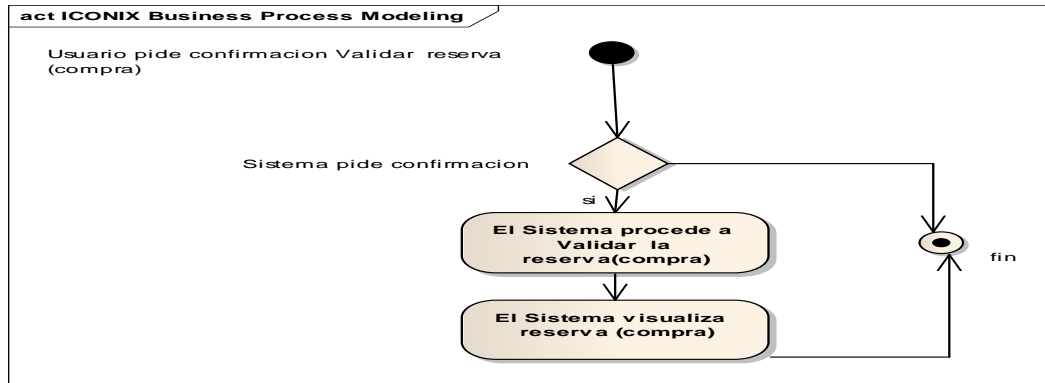 act ICONIX Business Process Modeling
Usuario pide confirmacion Validar reserva
(compra)
Sistema pide confirmacion
si
El Sistema procede a
Validar la
reserva(compra)
fin
El Sistema visualiza
reserva (compra)